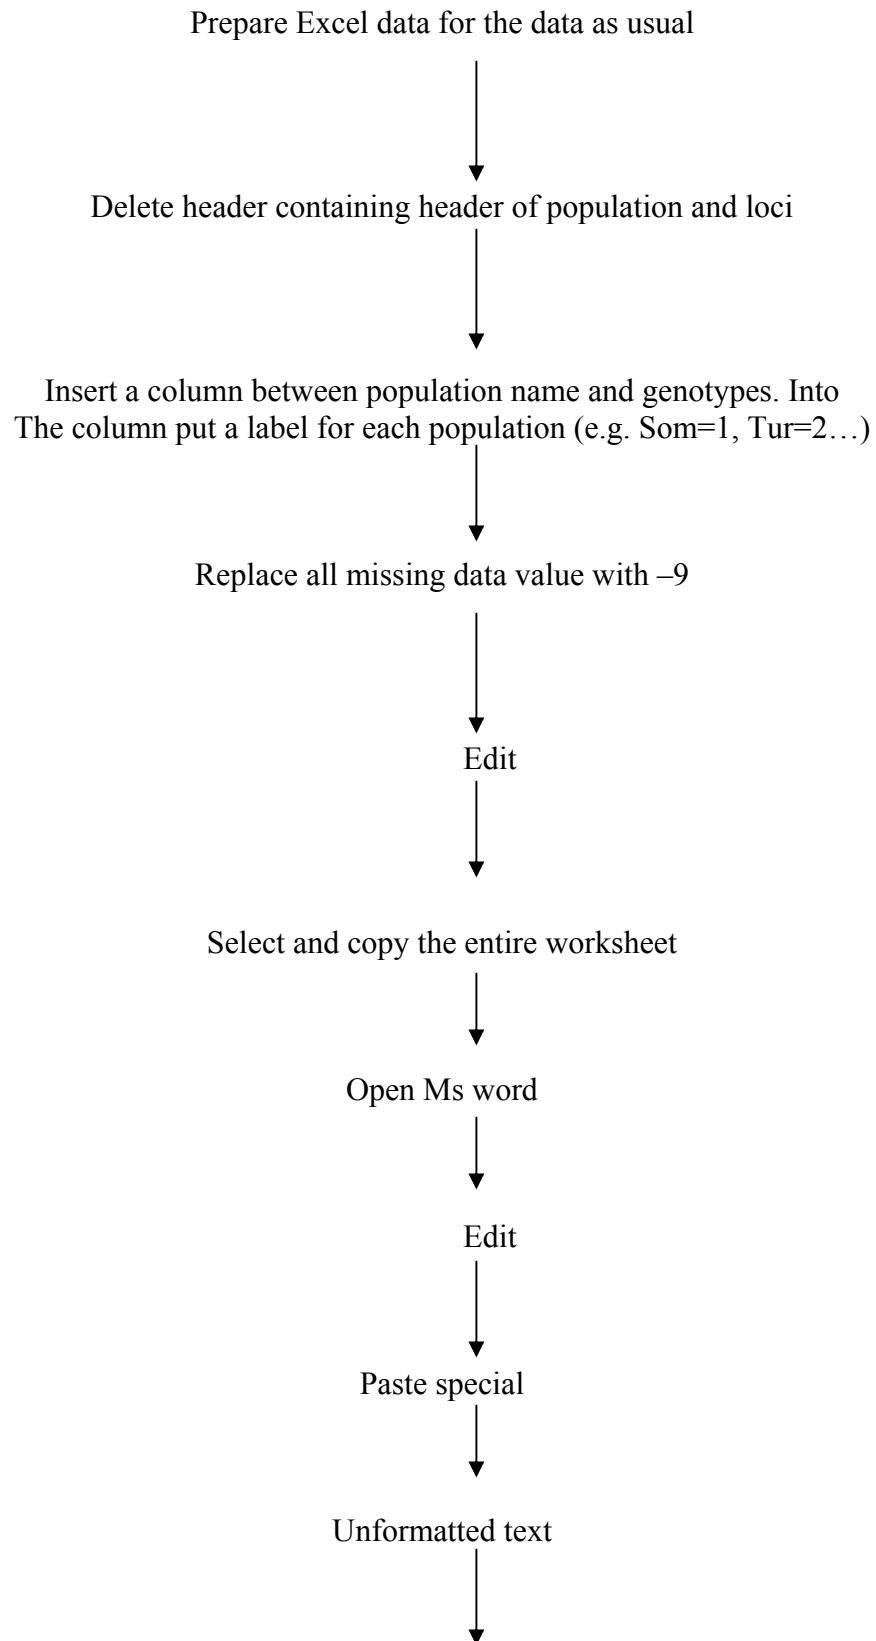 Prepare Excel data for the data as usual
Delete header containing header of population and loci
Insert a column between population name and genotypes. Into
The column put a label for each population (e.g. Som=1, Tur=2…)
Replace all missing data value with –9
Edit
Select and copy the entire worksheet
Open Ms word
Edit
Paste special
Unformatted text